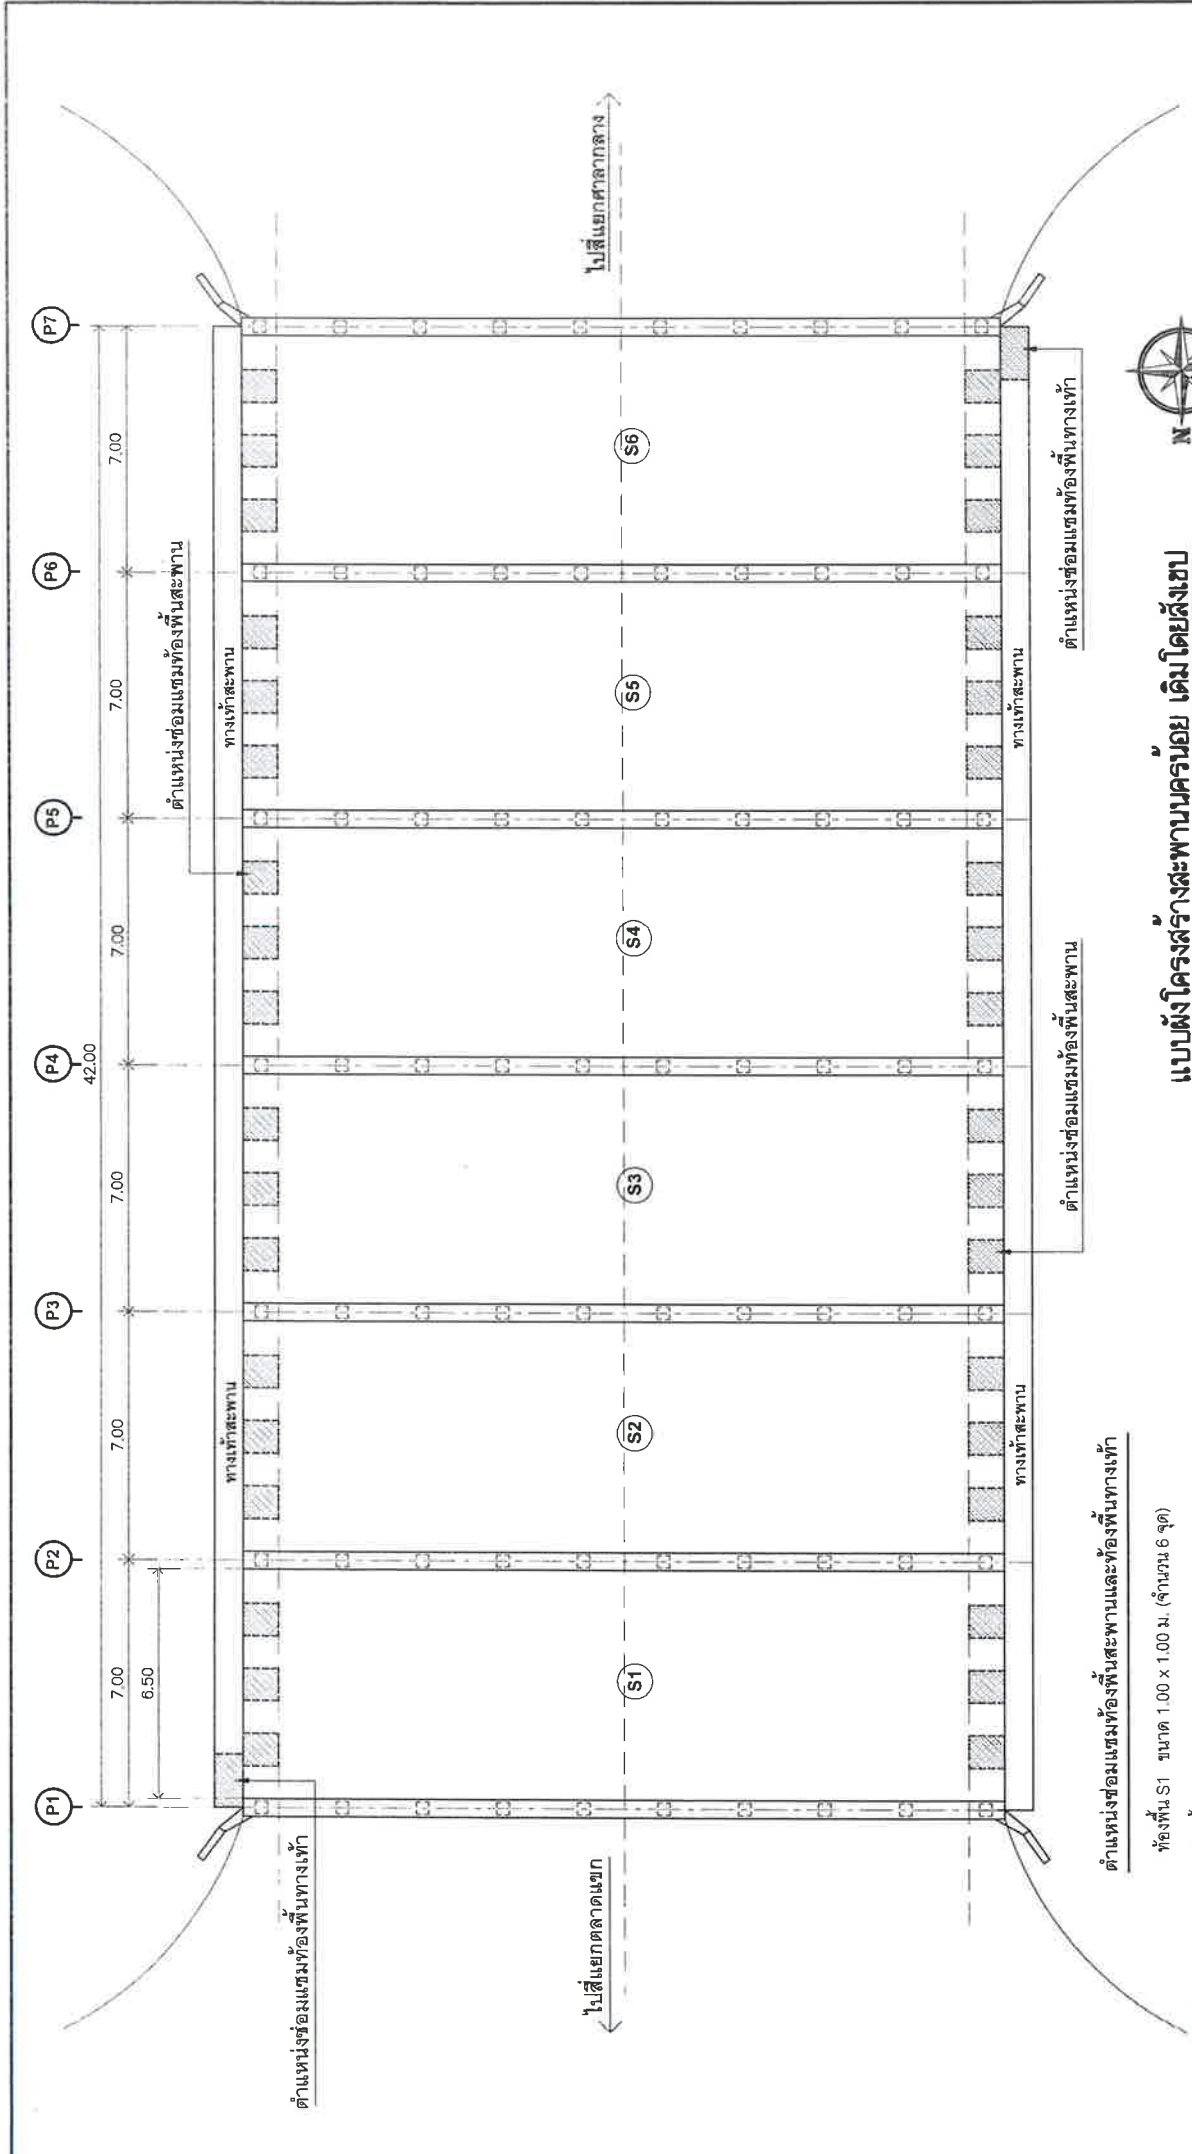 P1
P2
P3
P4
P5
P6
P7
42.00
7.00
7.00
7.00
7.00
7.00
7.00
6.50
ตำแหน่งซ่อมแซมท้องพื้นสะพาน
ทางเท้าสะพาน
ทางเท้าสะพาน
ตำแหน่งซ่อมแซมท้องพื้นทางเท้า
ไปสี่แยกตลาดแขก
ไปสี่แยกศาลากลาง
S1
S2
S3
S4
S5
S6
ทางเท้าสะพาน
ทางเท้าสะพาน
ตำแหน่งซ่อมแซมท้องพื้นสะพาน
ตำแหน่งซ่อมแซมท้องพื้นทางเท้า
N
ตำแหน่งซ่อมแซมท้องพื้นสะพานและท้องพื้นทางเท้า
ท้องพื้น S1 ขนาด 1.00 x 1.00 ม. (จำนวน 6 จุด)
แบบผังโครงสร้างสะพานนครน้อย เดิมโดยสังเขป